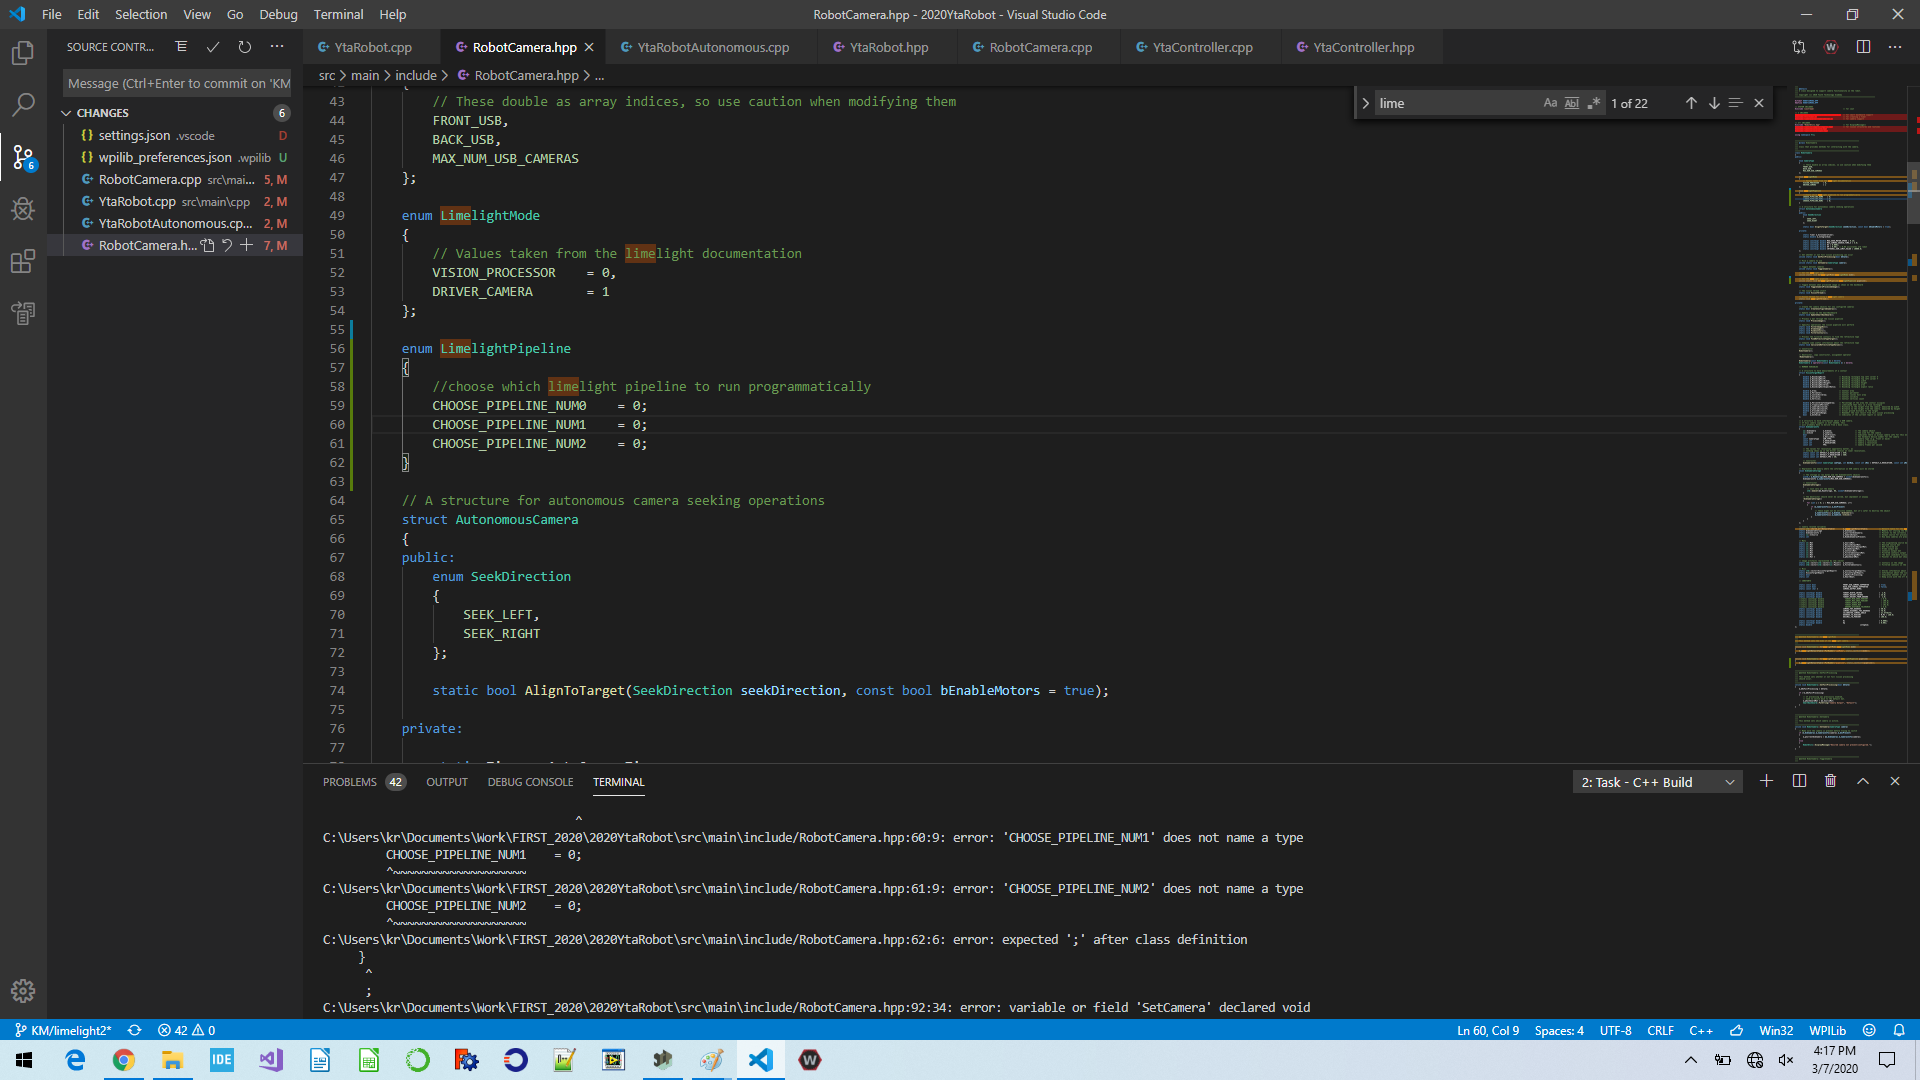 File Edit Selection View Go Debug Terminal Help
RobotCamera.hpp - 2020YtaRobot - Visual Studio Code
SOURCE CONTR...
YtaRobot.cpp RobotCamera.hpp YtaRobotAutonomous.cpp YtaRobot.hpp RobotCamera.cpp YtaController.cpp YtaController.hpp
Message (Ctrl+Enter to commit on 'KM
CHANGES 6
settings.json .vscode D
wpilib_preferences.json .wpilib U
RobotCamera.cpp src\mai... 5, M
YtaRobot.cpp src\main\cpp 2, M
YtaRobotAutonomous.cp... 2, M
RobotCamera.h... 7, M
6
src > main > include > RobotCamera.hpp > ...
lime Aa Abl .* 1 of 22
43 // These double as array indices, so use caution when modifying them
44 FRONT_USB,
45 BACK_USB,
46 MAX_NUM_USB_CAMERAS
47 };
48
49 enum LimelightMode
50 {
51 // Values taken from the limelight documentation
52 VISION_PROCESSOR = 0,
53 DRIVER_CAMERA = 1
54 };
55
56 enum LimelightPipeline
57 {
58 //choose which limelight pipeline to run programmatically
59 CHOOSE_PIPELINE_NUM0 = 0;
60 CHOOSE_PIPELINE_NUM1 = 0;
61 CHOOSE_PIPELINE_NUM2 = 0;
62 }
63
64 // A structure for autonomous camera seeking operations
65 struct AutonomousCamera
66 {
67 public:
68 enum SeekDirection
69 {
70 SEEK_LEFT,
71 SEEK_RIGHT
72 };
73
74 static bool AlignToTarget(SeekDirection seekDirection, const bool bEnableMotors = true);
75
76 private:
77
PROBLEMS 42 OUTPUT DEBUG CONSOLE TERMINAL
2: Task - C++ Build
^
C:\Users\kr\Documents\Work\FIRST_2020\2020YtaRobot\src\main\include/RobotCamera.hpp:60:9: error: 'CHOOSE_PIPELINE_NUM1' does not name a type
CHOOSE_PIPELINE_NUM1 = 0;
^~~~~~~~~~~~~~~~~~~~
C:\Users\kr\Documents\Work\FIRST_2020\2020YtaRobot\src\main\include/RobotCamera.hpp:61:9: error: 'CHOOSE_PIPELINE_NUM2' does not name a type
CHOOSE_PIPELINE_NUM2 = 0;
^~~~~~~~~~~~~~~~~~~~
C:\Users\kr\Documents\Work\FIRST_2020\2020YtaRobot\src\main\include/RobotCamera.hpp:62:6: error: expected ';' after class definition
}
^
;
C:\Users\kr\Documents\Work\FIRST_2020\2020YtaRobot\src\main\include/RobotCamera.hpp:92:34: error: variable or field 'SetCamera' declared void
KM/limelight2* 42 0
Ln 60, Col 9 Spaces: 4 UTF-8 CRLF C++ Win32 WPILib
IDE
4:17 PM
3/7/2020